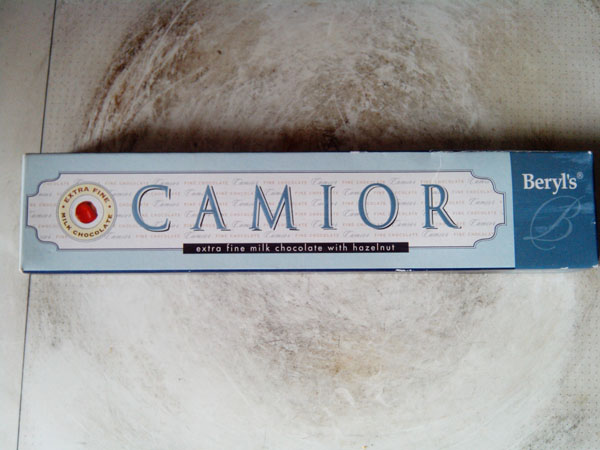 EXTRA FINE
MILK CHOCOLATE
CAMIOR
extra fine milk chocolate with hazelnut
Beryl's®
B